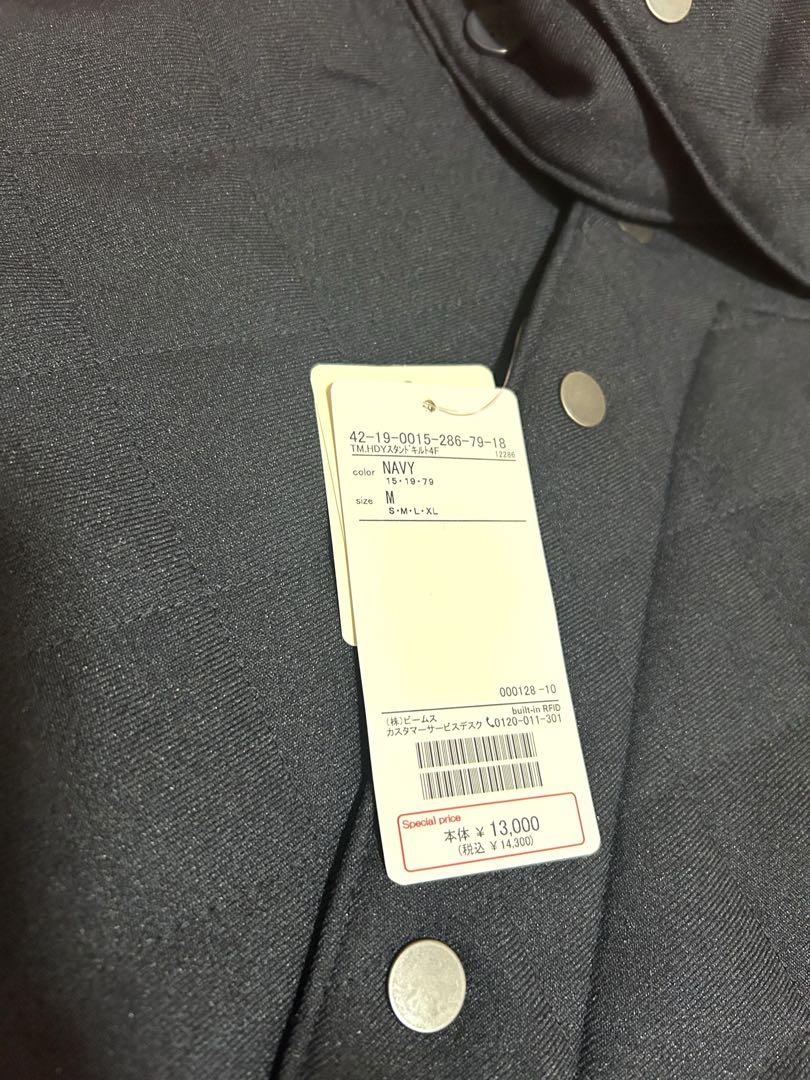 42-19-0015-286-79-18
TM.HDYスタンドキルト4F 12286
color NAVY
15・19・79
size M
S・M・L・XL
000128 -10
built-in RFID
(株)ビームス
カスタマーサービスデスク 0120-011-301
Special price
本体 ¥ 13,000
(税込 ¥ 14,300)